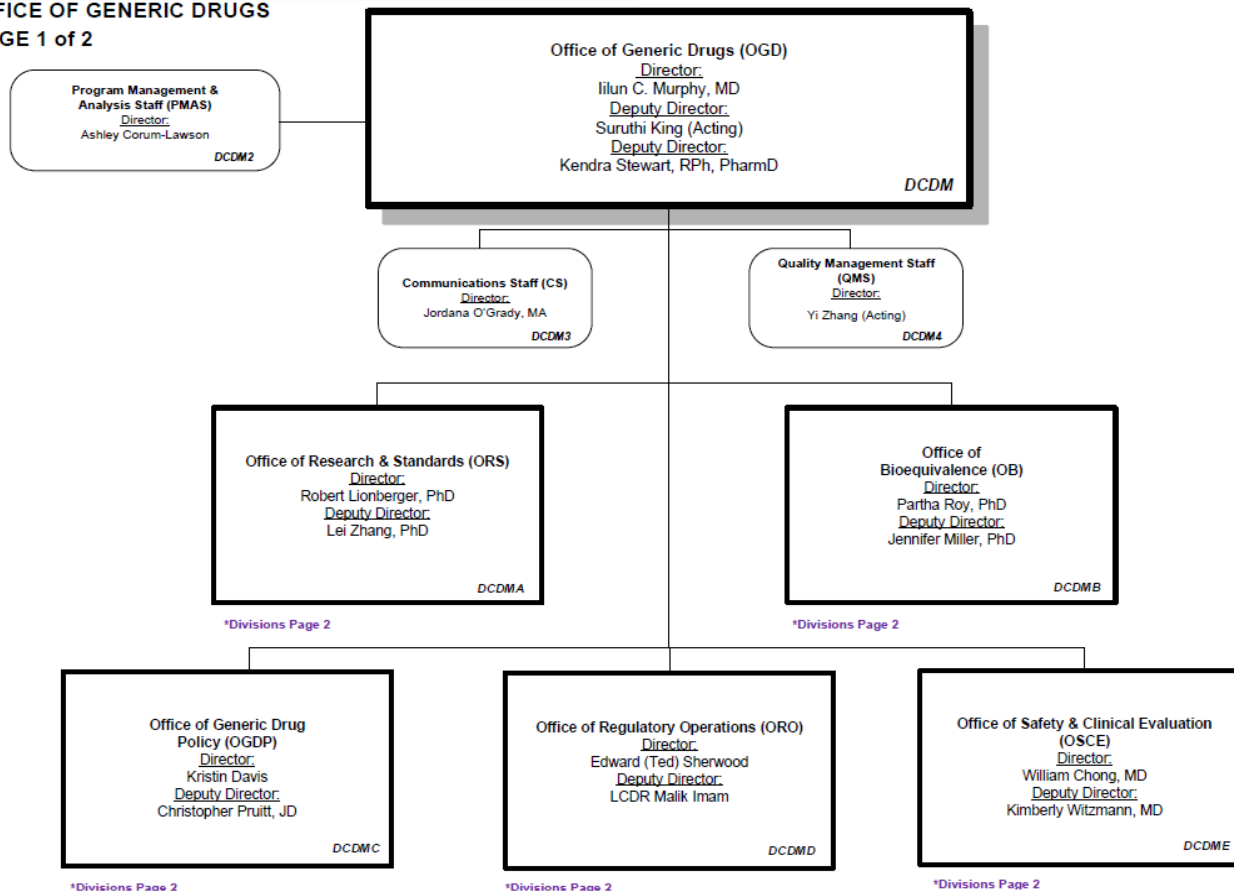 FICE OF GENERIC DRUGS
GE 1 of 2
Office of Generic Drugs (OGD)
Director:
Iilun C. Murphy, MD
Deputy Director:
Suruthi King (Acting)
Deputy Director:
Kendra Stewart, RPh, PharmD
DCDM
Program Management &
Analysis Staff (PMAS)
Director:
Ashley Corum-Lawson
DCDM2
Communications Staff (CS)
Director:
Jordana O'Grady, MA
DCDM3
Quality Management Staff
(QMS)
Director:
Yi Zhang (Acting)
DCDM4
Office of Research & Standards (ORS)
Director:
Robert Lionberger, PhD
Deputy Director:
Lei Zhang, PhD
DCDMA
*Divisions Page 2
Office of
Bioequivalence (OB)
Director:
Partha Roy, PhD
Deputy Director:
Jennifer Miller, PhD
DCDMB
*Divisions Page 2
Office of Generic Drug
Policy (OGDP)
Director:
Kristin Davis
Deputy Director:
Christopher Pruitt, JD
DCDMC
*Divisions Page 2
Office of Regulatory Operations (ORO)
Director:
Edward (Ted) Sherwood
Deputy Director:
LCDR Malik Imam
DCDMD
*Divisions Page 2
Office of Safety & Clinical Evaluation
(OSCE)
Director:
William Chong, MD
Deputy Director:
Kimberly Witzmann, MD
DCDME
*Divisions Page 2